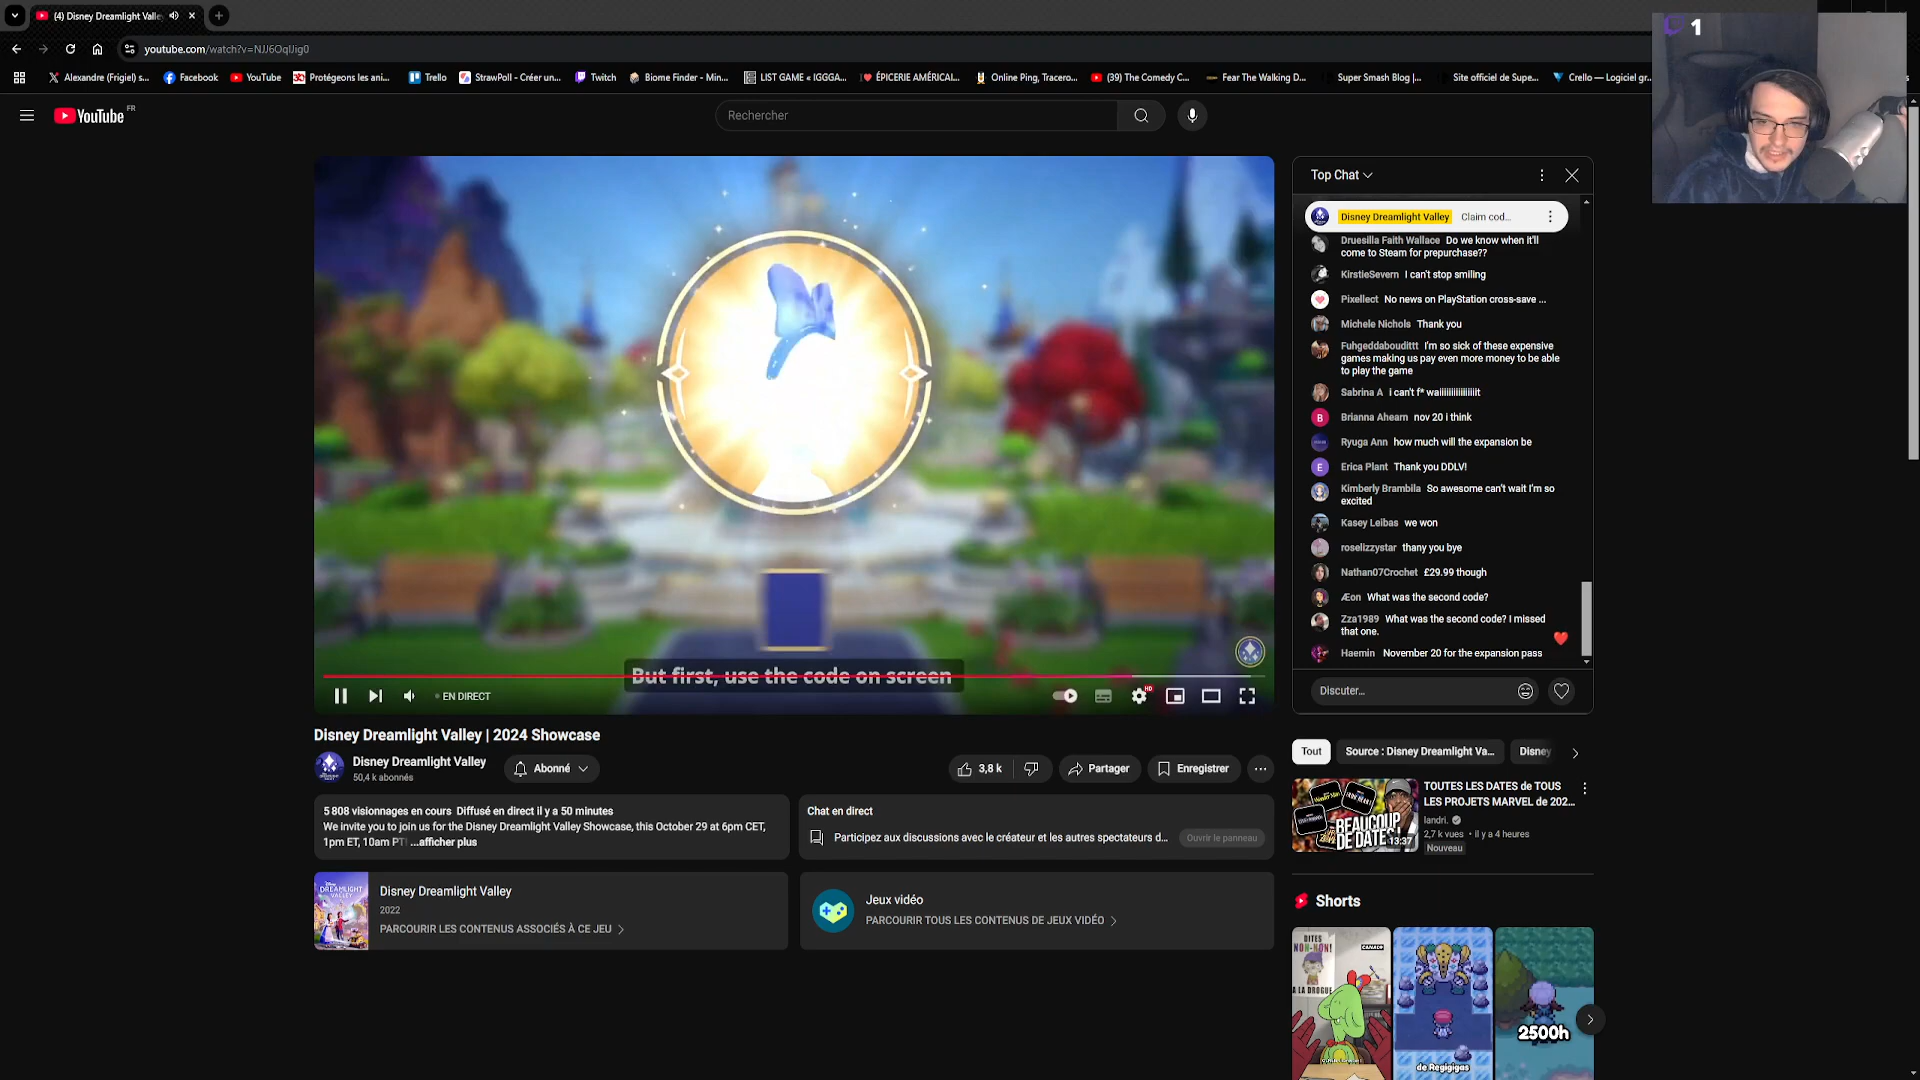 (4) Disney Dreamlight Valle
youtube.com/watch?v=NJJ6OqlJig0
Alexandre (Frigiel) s...
Facebook
YouTube
Protégeons les ani...
Trello
StrawPoll - Créer un...
Twitch
Biome Finder - Min...
LIST GAME « IGGGA...
ÉPICERIE AMÉRICAI...
Online Ping, Tracero...
(39) The Comedy C...
Fear The Walking D...
Super Smash Blog |...
Site officiel de Supe...
Crello — Logiciel gr...
1
YouTube FR
Rechercher
Top Chat
Disney Dreamlight Valley Claim cod...
Druesilla Faith Wallace Do we know when it'll
come to Steam for prepurchase??
KirstieSevern I can't stop smiling
Pixellect No news on PlayStation cross-save ...
Michele Nichols Thank you
Fuhgeddaboudittt I'm so sick of these expensive
games making us pay even more money to be able
to play the game
Sabrina A i can't f* waiiiiiiiiiiiiiiit
B Brianna Ahearn nov 20 i think
Ryuga Ann how much will the expansion be
E Erica Plant Thank you DDLV!
Kimberly Brambila So awesome can't wait I'm so
excited
Kasey Leibas we won
roselizzystar thany you bye
Nathan07Crochet £29.99 though
Æon What was the second code?
Zza1989 What was the second code? I missed
that one.
Haemin November 20 for the expansion pass
Discuter...
But first, use the code on screen
EN DIRECT
HD
Disney Dreamlight Valley | 2024 Showcase
Disney Dreamlight Valley
50,4 k abonnés
Abonné
3,8 k
Partager
Enregistrer
5 808 visionnages en cours Diffusé en direct il y a 50 minutes
We invite you to join us for the Disney Dreamlight Valley Showcase, this October 29 at 6pm CET,
1pm ET, 10am PT! ...afficher plus
Chat en direct
Participez aux discussions avec le créateur et les autres spectateurs d...
Ouvrir le panneau
DREAMLIGHT
VALLEY
Disney Dreamlight Valley
2022
PARCOURIR LES CONTENUS ASSOCIÉS À CE JEU
Jeux vidéo
PARCOURIR TOUS LES CONTENUS DE JEUX VIDÉO
Tout
Source : Disney Dreamlight Va...
Disney
BEAUCOUP
DE DATES!
13:37
TOUTES LES DATES de TOUS
LES PROJETS MARVEL de 202...
landri.
2,7 k vues • il y a 4 heures
Nouveau
Shorts
DITES
NON-NON!
A LA DROGUE
CANADA
de Regigigas
2500h